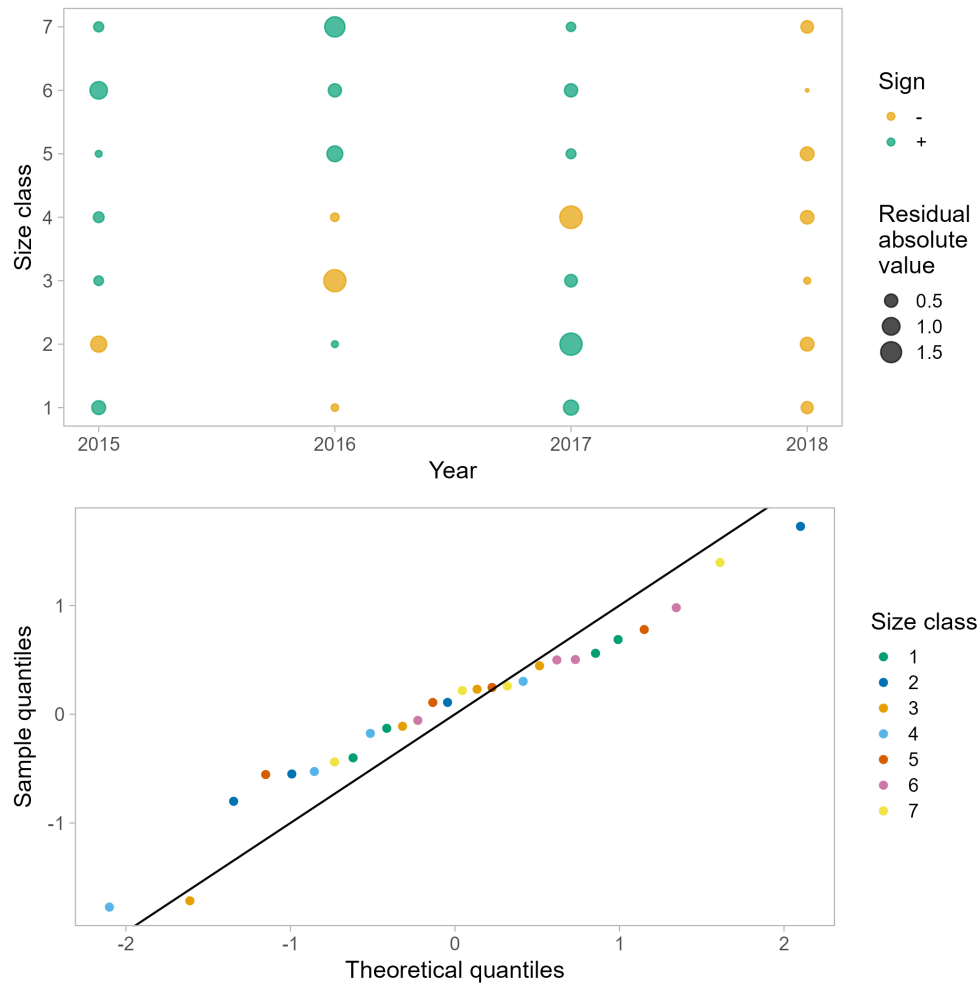 7
6
5
4
3
2
1
Size class
2015 2016 2017 2018
Year
Sign
-
+
Residual
absolute
value
0.5
1.0
1.5
1
0
-1
Sample quantiles
-2 -1 0 1 2
Theoretical quantiles
Size class
1
2
3
4
5
6
7